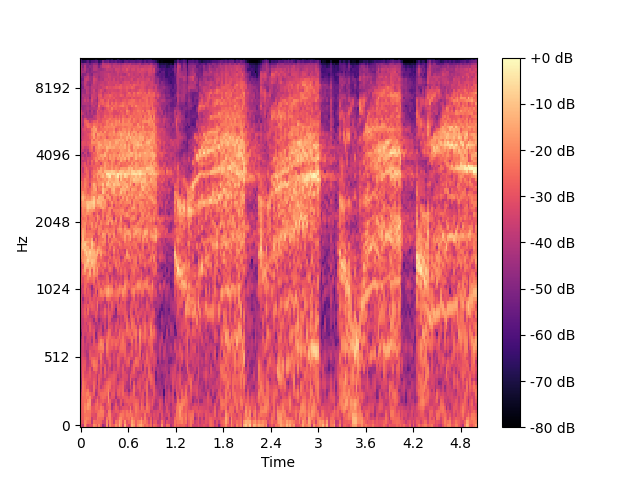 +0 dB
8192
-10 dB
4096
-20 dB
-30 dB
2048
Hz
-40 dB
1024
-50 dB
512
-60 dB
-70 dB
0
-80 dB
0 0.6 1.2 1.8 2.4 3 3.6 4.2 4.8
Time